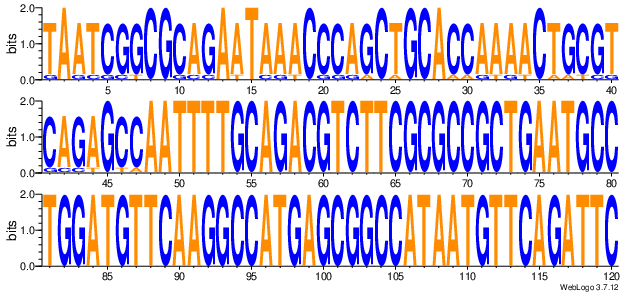 2.0
bits
1.0
0.0
TAATCGGCGCAGAATAAACCCAGCTGCACCAAAACTGCGT
5 10 15 20 25 30 35 40
2.0
bits
1.0
0.0
CAGAGCCAATTTTGCAGACGTCTTCGCGCCGCTGAATGCC
45 50 55 60 65 70 75 80
2.0
bits
1.0
0.0
TGGATGTTCAAGGCCATGAGCGGCCATAATGTTCAGATTC
85 90 95 100 105 110 115 120
WebLogo 3.7.12